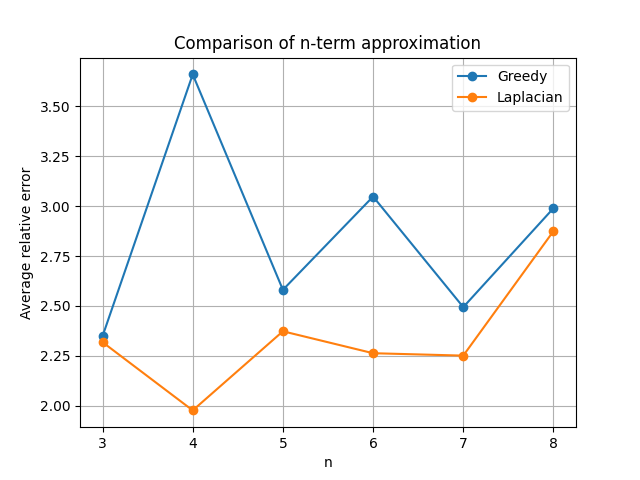 Comparison of n-term approximation
Greedy
Laplacian
Average relative error
3.50
3.25
3.00
2.75
2.50
2.25
2.00
3 4 5 6 7 8
n